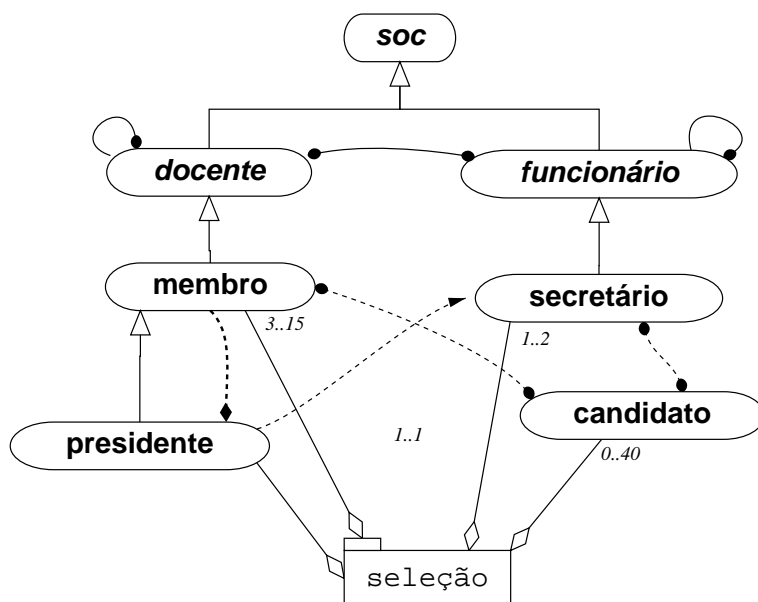 soc
docente
funcionário
membro
secretário
3..15
1..2
candidato
presidente
1..1
0..40
seleção